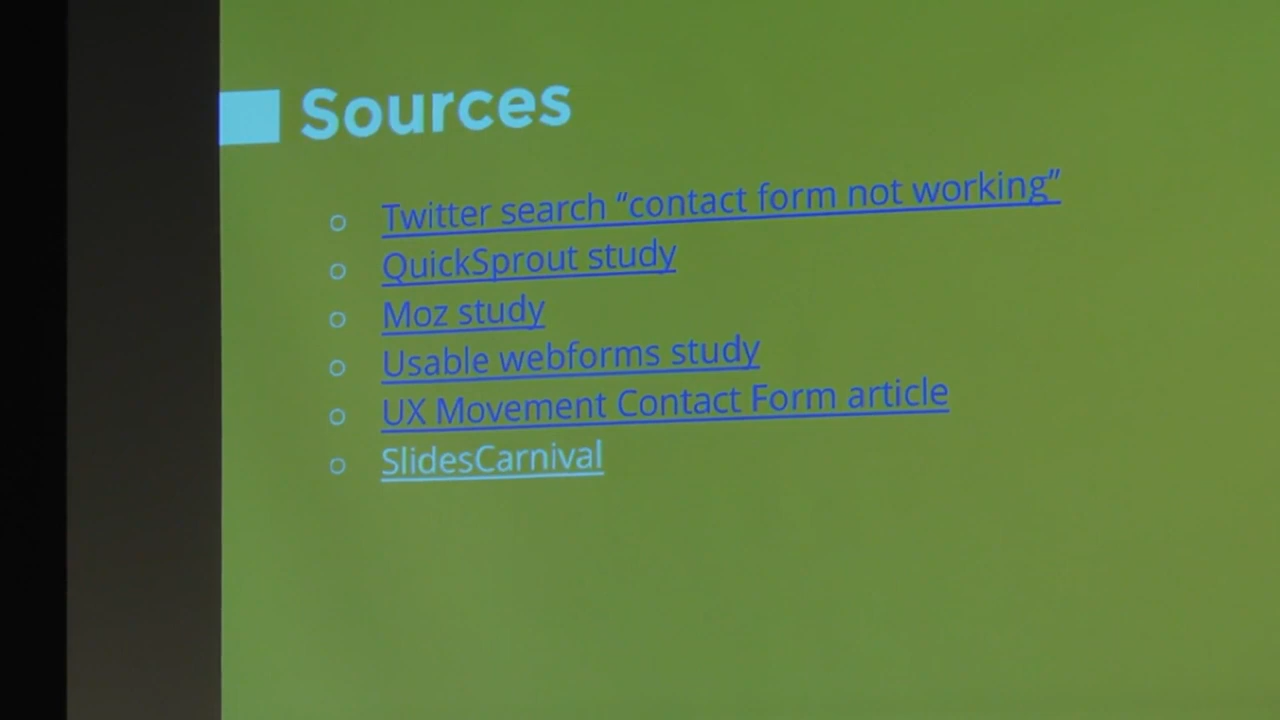 Sources
Twitter search “contact form not working”
QuickSprout study
Moz study
Usable webforms study
UX Movement Contact Form article
SlidesCarnival